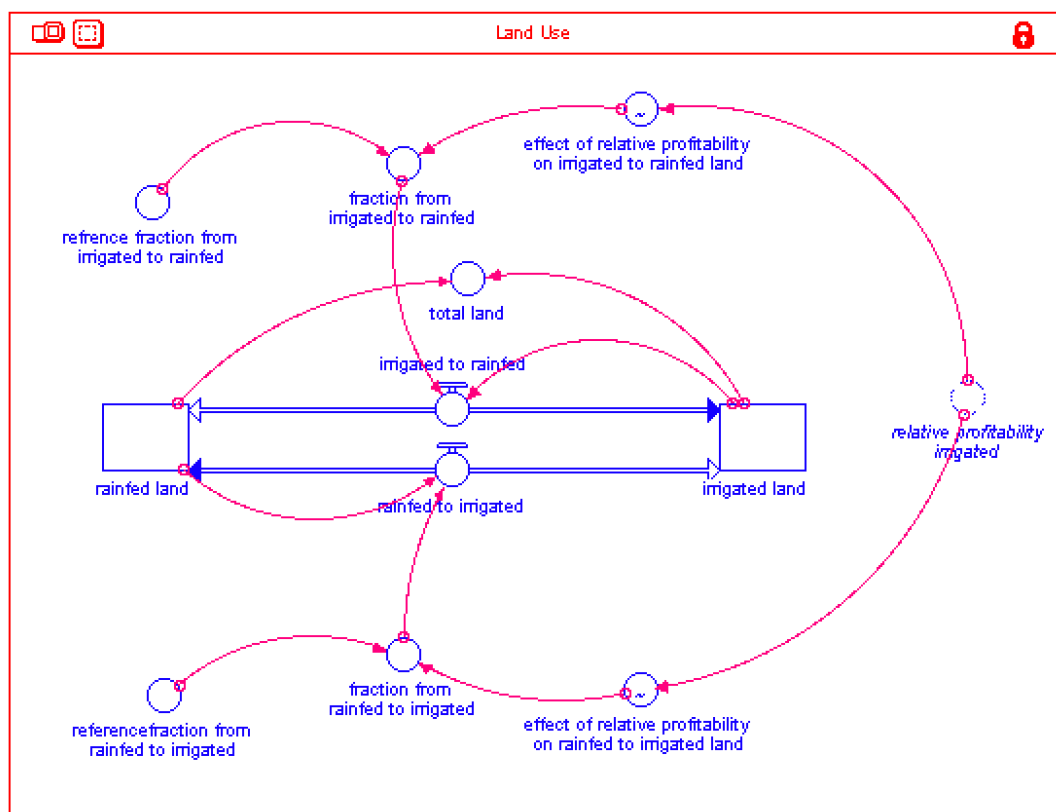 Land Use
effect of relative profitability
on irrigated to rainfed land
fraction from
irrigated to rainfed
refrence fraction from
irrigated to rainfed
total land
irrigated to rainfed
relative profitability
irrigated
rainfed land
irrigated land
rainfed to irrigated
fraction from
rainfed to irrigated
referencefraction from
rainfed to irrigated
effect of relative profitability
on rainfed to irrigated land